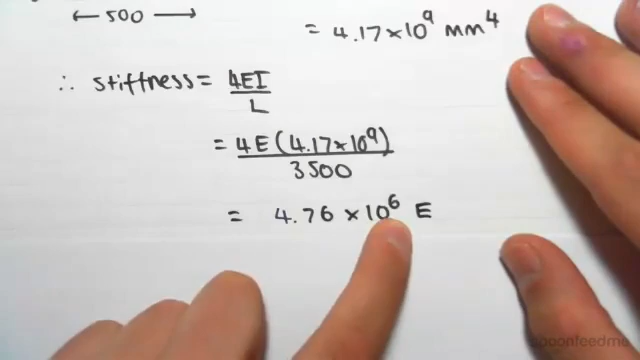 ← 500 →
= 4.17 × 10⁹ mm⁴
∴ stiffness = 4EI / L
= 4E (4.17 × 10⁹) / 3500
= 4.76 × 10⁶ E
spoonfeedme